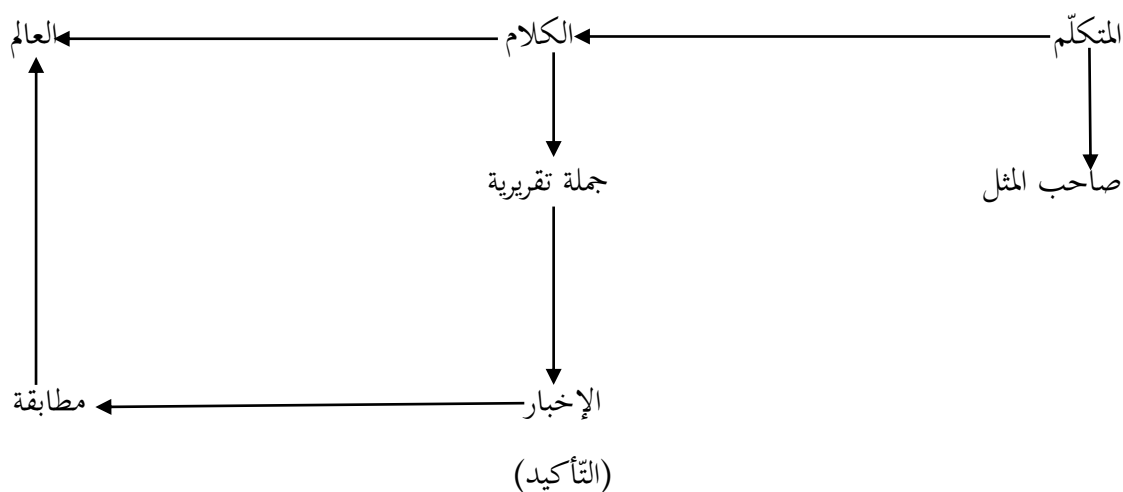 المتكلّم الكلام العالم
صاحب المثل جملة تقريرية
الإخبار مطابقة
(التّأكيد)